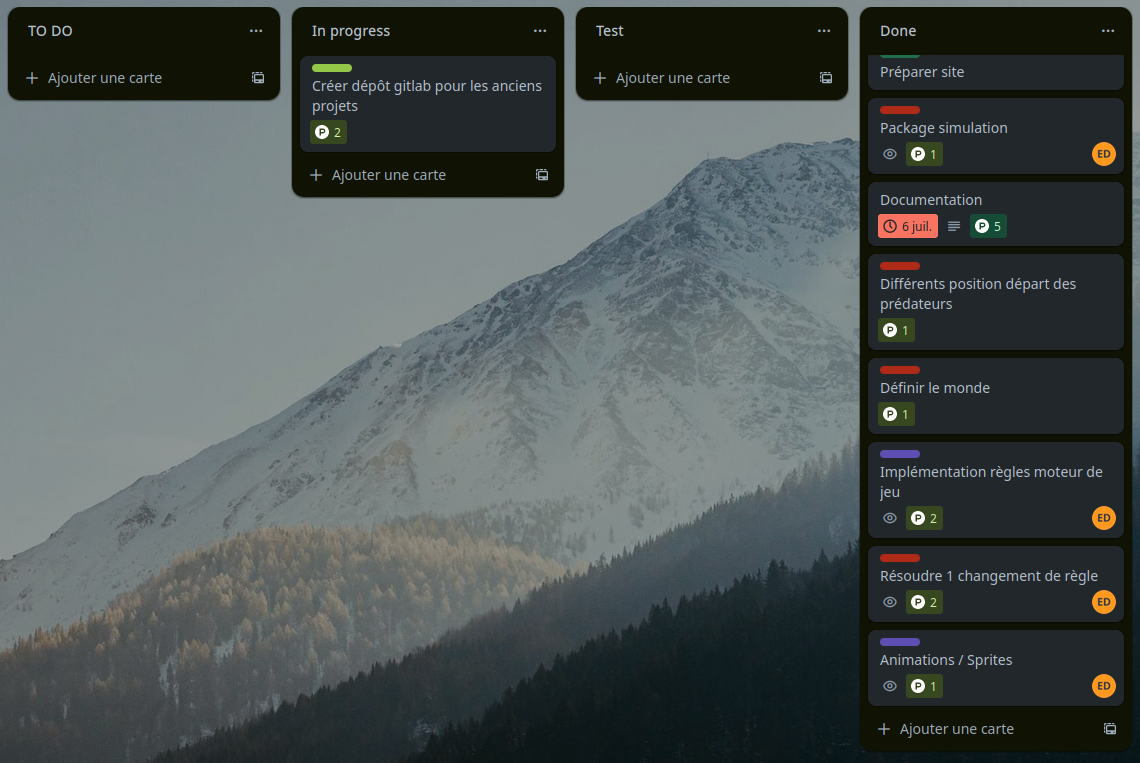 TO DO
Ajouter une carte
In progress
Créer dépôt gitlab pour les anciens
projets
P 2
Ajouter une carte
Test
Ajouter une carte
Done
Préparer site
Package simulation
P 1
ED
Documentation
6 juil.
P 5
Différents position départ des
prédateurs
P 1
Définir le monde
P 1
Implémentation règles moteur de
jeu
P 2
ED
Résoudre 1 changement de règle
P 2
ED
Animations / Sprites
P 1
ED
Ajouter une carte